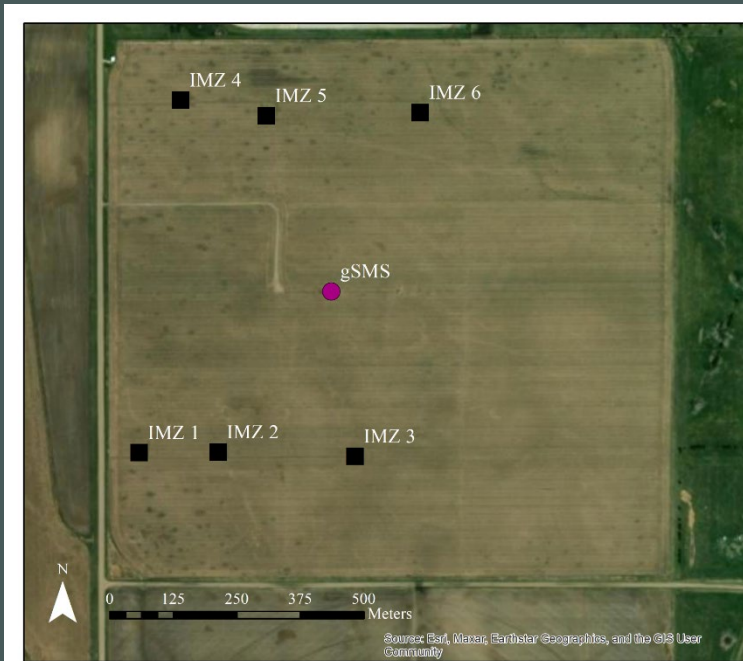 IMZ 4
IMZ 5
IMZ 6
gSMS
IMZ 1
IMZ 2
IMZ 3
N
0 125 250 375 500
Meters
Source: Esri, Maxar, Earthstar Geographics, and the GIS User
Community